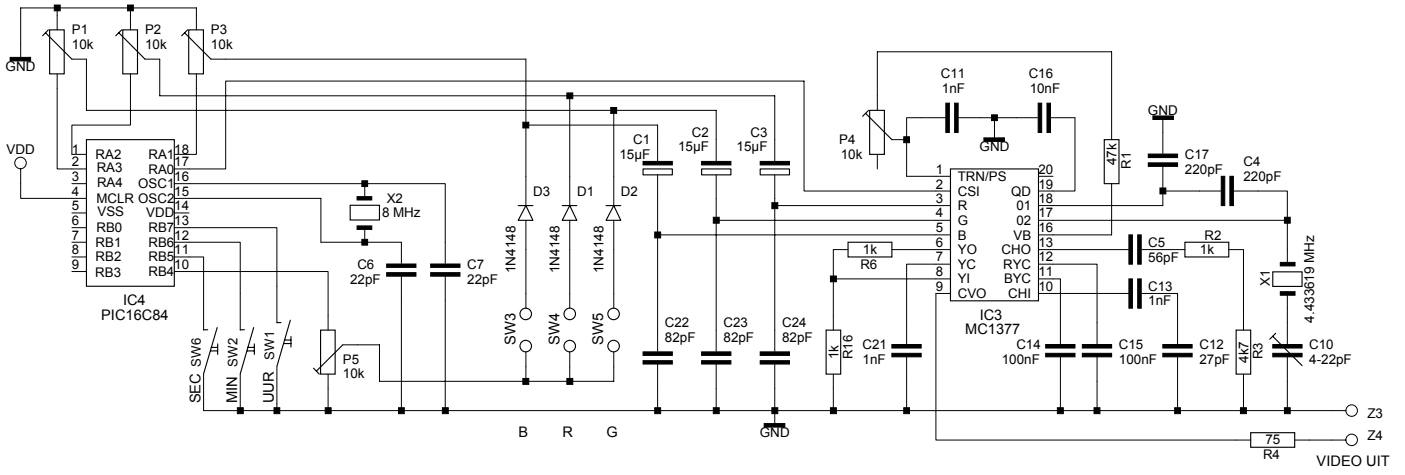 P1
10k
P2
10k
P3
10k
GND
VDD
1 RA2 RA1 18
2 RA3 RA0 17
3 RA4 OSC1 16
4 MCLR OSC2 15
5 VSS VDD 14
6 RB0 RB7 13
7 RB1 RB6 12
8 RB2 RB5 11
9 RB3 RB4 10
IC4
PIC16C84
X2
8 MHz
C6
22pF
C7
22pF
SEC SW6
MIN SW2
UUR SW1
P5
10k
D3
1N4148
D1
1N4148
D2
1N4148
SW3
SW4
SW5
B R G
C1
15µF
C2
15µF
C3
15µF
C22
82pF
C23
82pF
C24
82pF
GND
P4
10k
C11
1nF
C16
10nF
GND
47k
R1
GND
C17
220pF
C4
220pF
1 TRN/PS 20
2 CSI QD 19
3 R 01 18
4 G 02 17
5 B VB 16
6 YO CHO 13
7 YC RYC 12
8 YI BYC 11
9 CVO CHI 10
IC3
MC1377
1k
R6
1k
R16
C21
1nF
C5
56pF
R2
1k
C13
1nF
C14
100nF
C15
100nF
C12
27pF
4k7
R3
X1
4.433619 MHz
C10
4-22pF
Z3
Z4
75
R4
VIDEO UIT